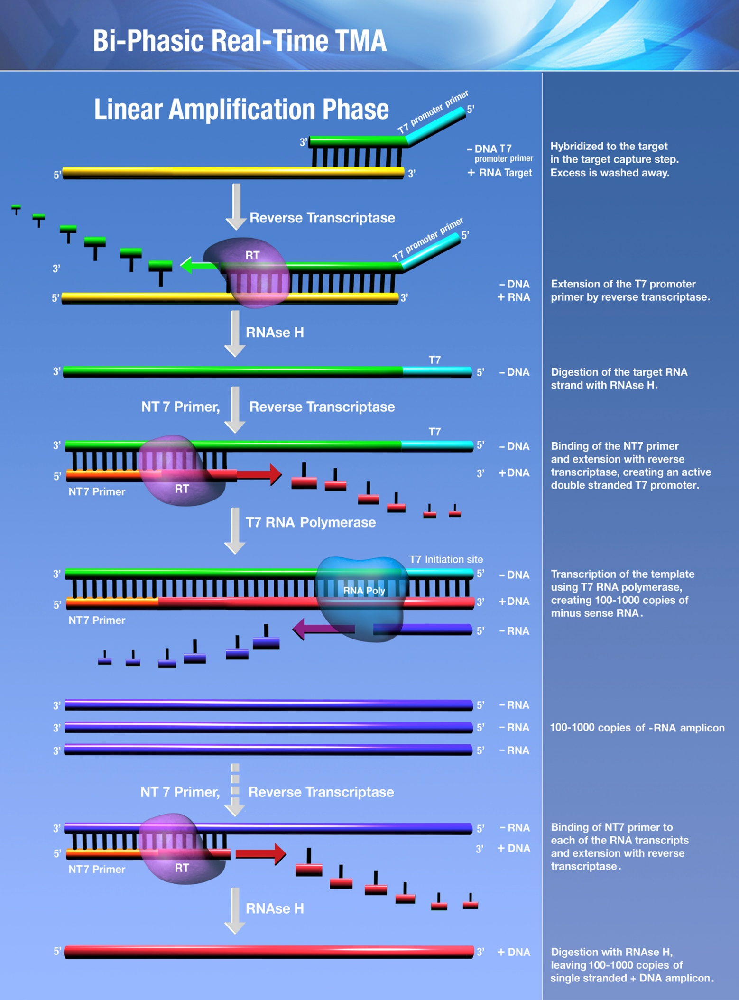 Bi-Phasic Real-Time TMA
Linear Amplification Phase
T7 promoter primer
5'
3'
– DNA T7
promoter primer
5'
3'
+ RNA Target
Hybridized to the target
in the target capture step.
Excess is washed away.
Reverse Transcriptase
T7 promoter primer
5'
RT
3'
– DNA
5'
3'
+ RNA
Extension of the T7 promoter
primer by reverse transcriptase.
RNAse H
T7
3'
5'
– DNA
Digestion of the target RNA
strand with RNAse H.
NT 7 Primer,
Reverse Transcriptase
T7
3'
5'
– DNA
5'
3'
+DNA
NT7 Primer
RT
Binding of the NT7 primer
and extension with reverse
transcriptase, creating an active
double stranded T7 promoter.
T7 RNA Polymerase
T7 Initiation site
3'
5'
– DNA
RNA Poly
5'
3'
+DNA
NT7 Primer
5'
– RNA
Transcription of the template
using T7 RNA polymerase,
creating 100-1000 copies of
minus sense RNA.
3'
5'
– RNA
3'
5'
– RNA
3'
5'
– RNA
100-1000 copies of -RNA amplicon
NT 7 Primer,
Reverse Transcriptase
3'
5'
– RNA
5'
3'
+ DNA
NT7 Primer
RT
Binding of NT7 primer to
each of the RNA transcripts
and extension with reverse
transcriptase.
RNAse H
5'
3'
+ DNA
Digestion with RNAse H,
leaving 100-1000 copies of
single stranded + DNA amplicon.